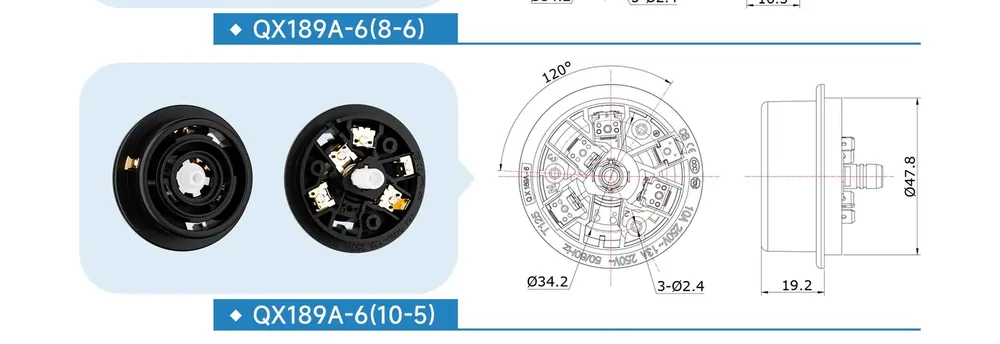 ◆ QX189A-6(8-6)
120°
QX189A-6
T125
10A 250V~13A 250V~ 50/60Hz
Ø47.8
Ø34.2
3-Ø2.4
19.2
◆ QX189A-6(10-5)